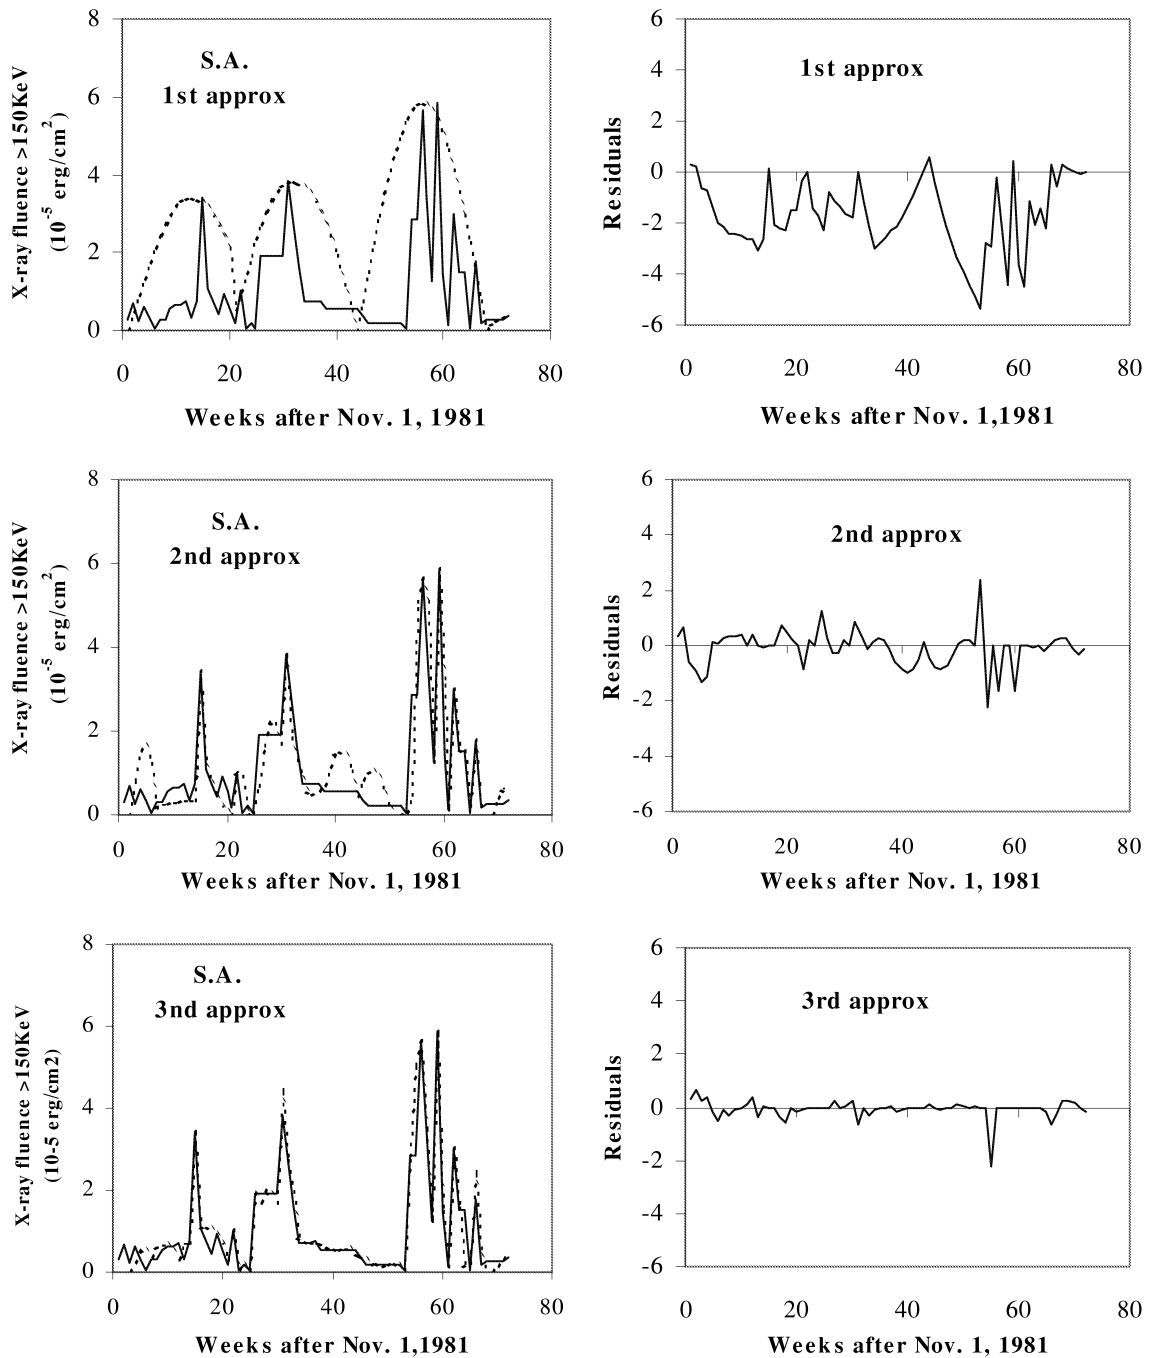 X-ray fluence >150KeV
(10⁻⁵ erg/cm²)
8
6
4
2
0
S.A.
1st approx
0 20 40 60 80
Weeks after Nov. 1, 1981
Residuals
6
4
2
0
-2
-4
-6
1st approx
0 20 40 60 80
Weeks after Nov. 1,1981
X-ray fluence >150KeV
(10⁻⁵ erg/cm²)
8
6
4
2
0
S.A.
2nd approx
0 20 40 60 80
Weeks after Nov. 1, 1981
Residuals
6
4
2
0
-2
-4
-6
2nd approx
0 20 40 60 80
Weeks after Nov. 1, 1981
X-ray fluence >150KeV
(10-5 erg/cm2)
8
6
4
2
0
S.A.
3nd approx
0 20 40 60 80
Weeks after Nov. 1,1981
Residuals
6
4
2
0
-2
-4
-6
3rd approx
0 20 40 60 80
Weeks after Nov. 1, 1981